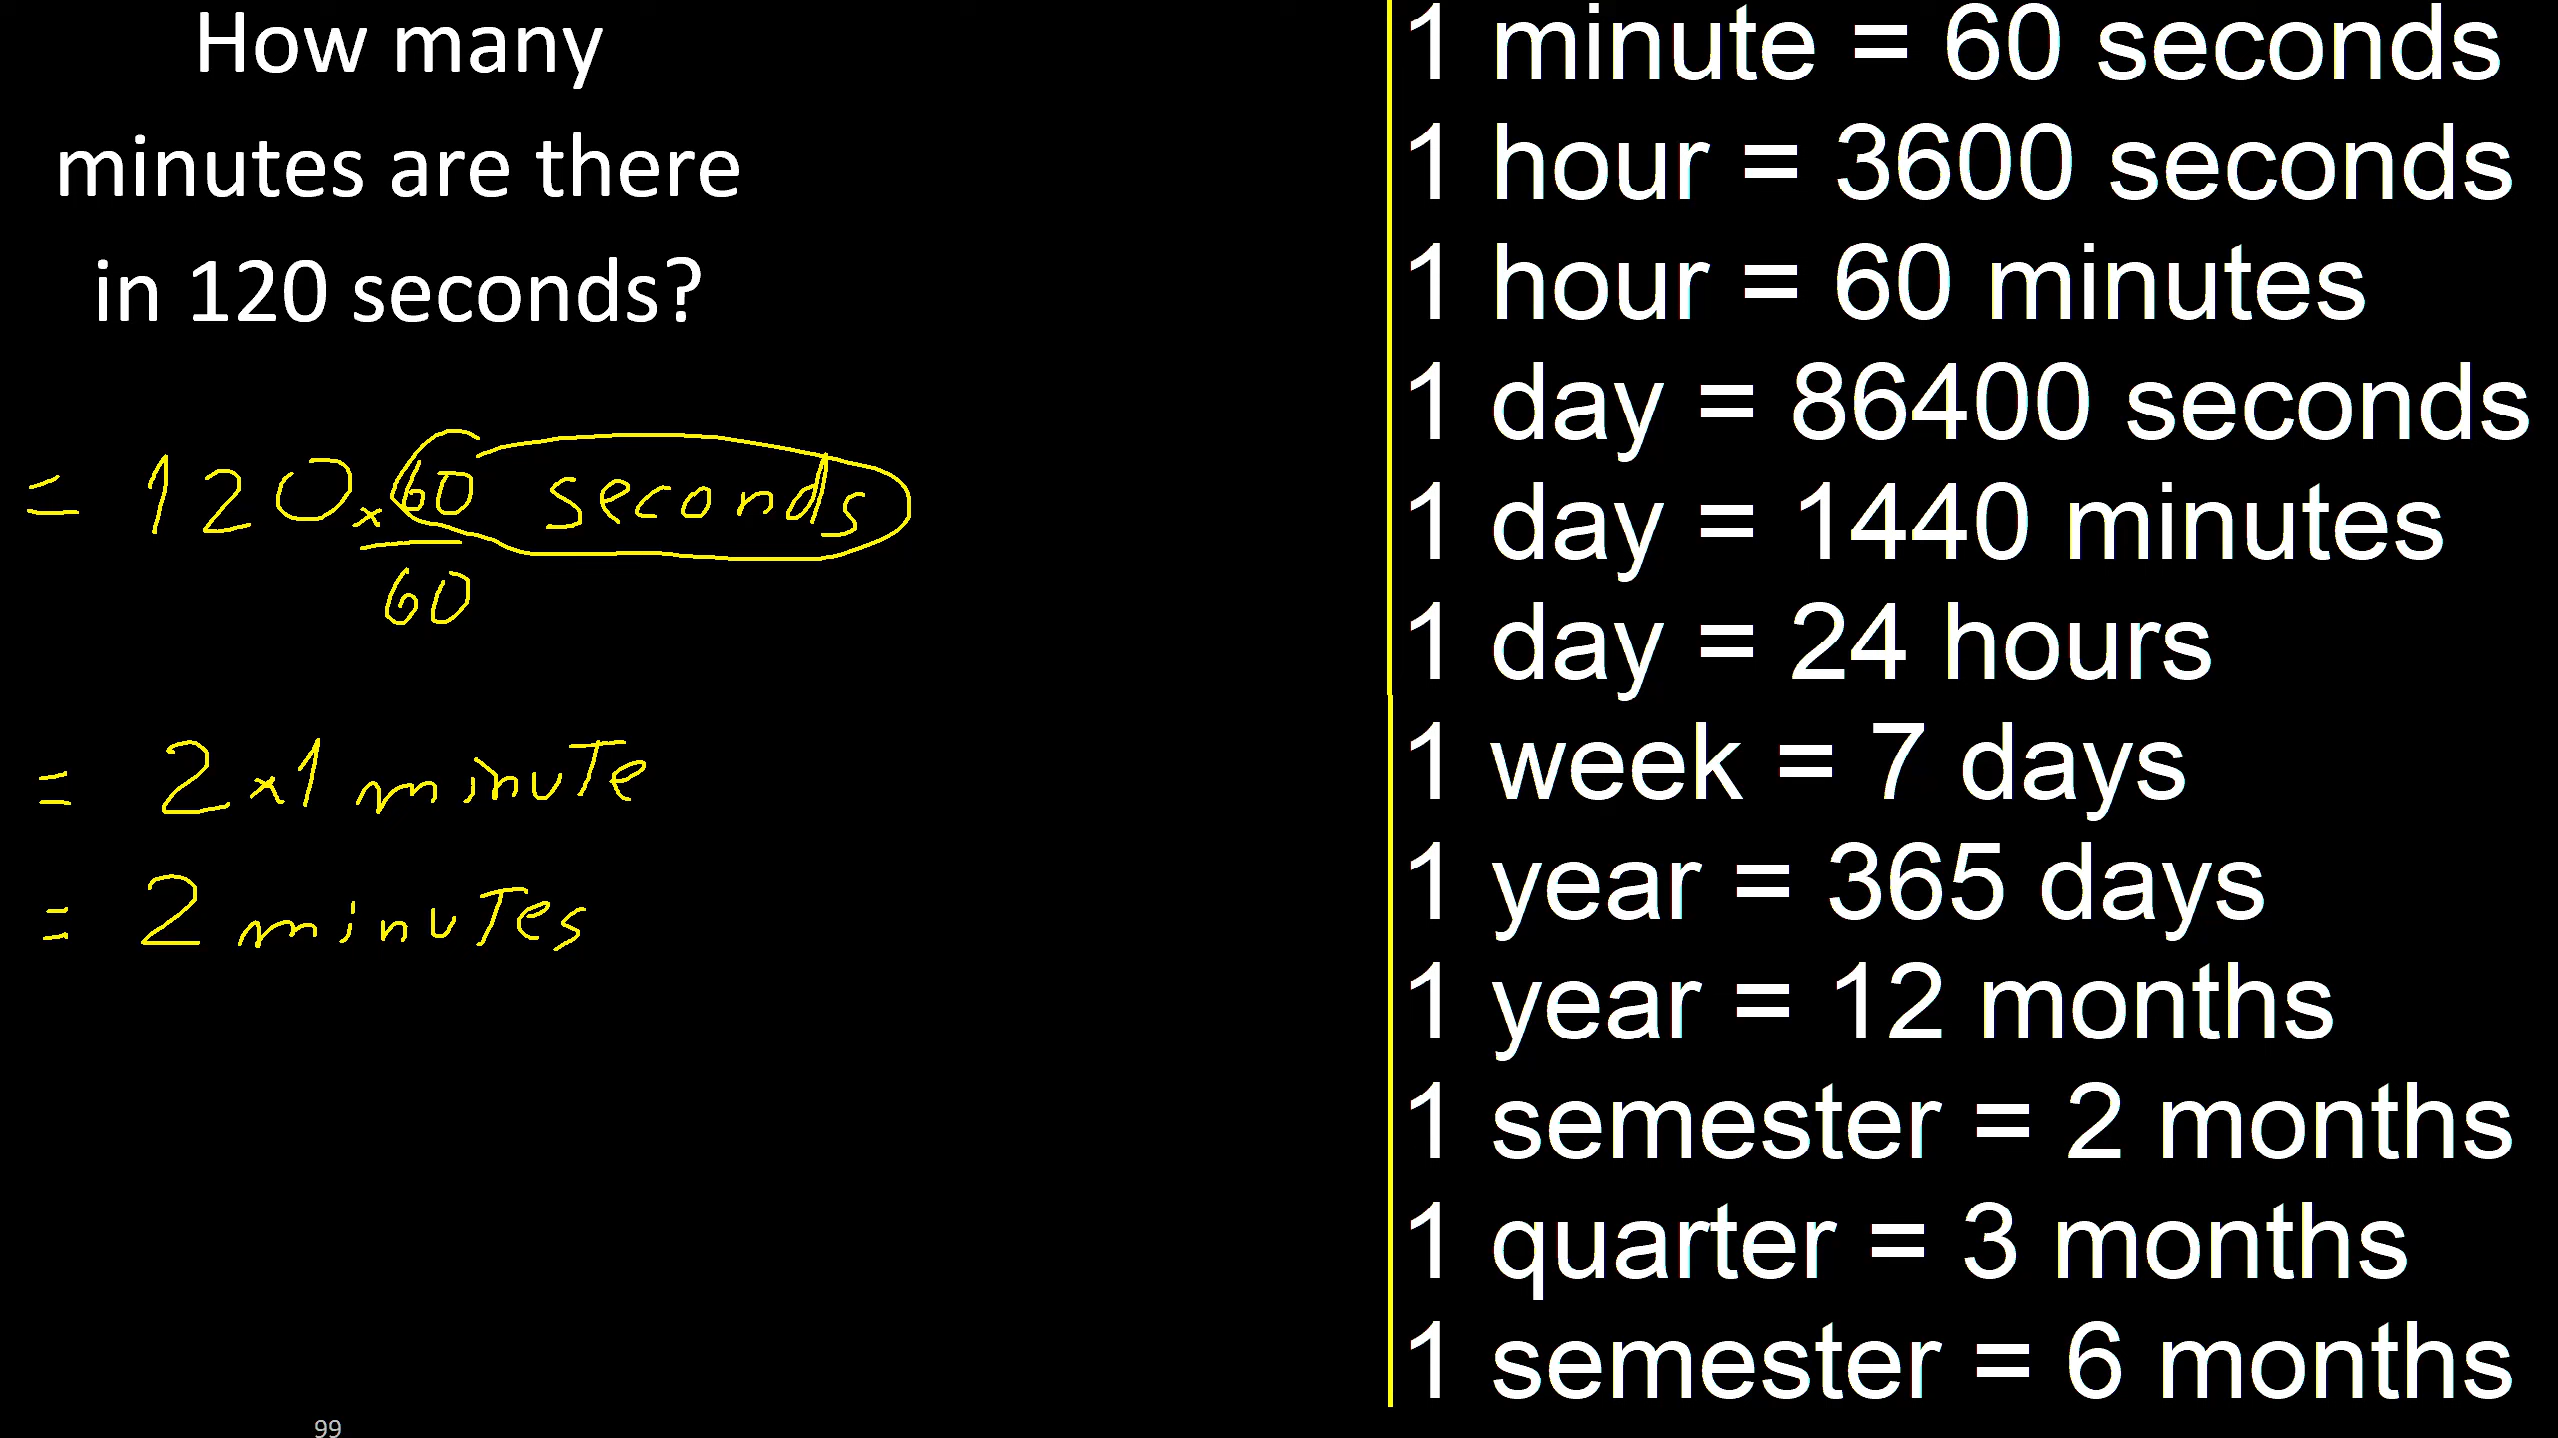 How many
minutes are there
in 120 seconds?
= 120 × 60 seconds
60
= 2 × 1 minute
= 2 minutes
99
1 minute = 60 seconds
1 hour = 3600 seconds
1 hour = 60 minutes
1 day = 86400 seconds
1 day = 1440 minutes
1 day = 24 hours
1 week = 7 days
1 year = 365 days
1 year = 12 months
1 semester = 2 months
1 quarter = 3 months
1 semester = 6 months